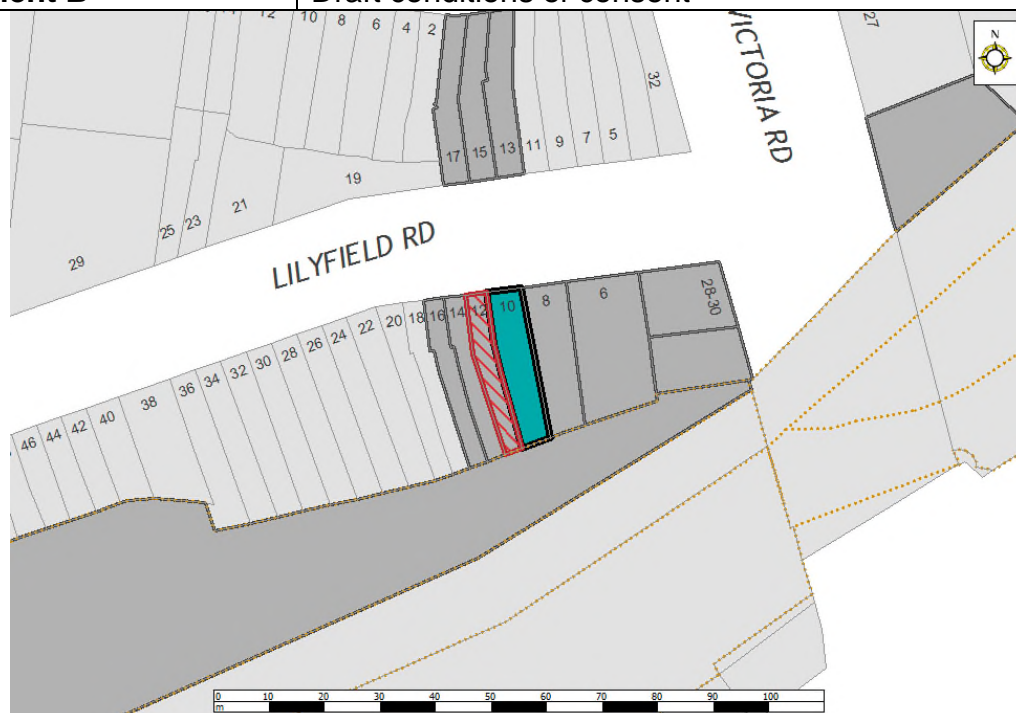 Draft conditions of consent
N
12 10 8 6 4 2
32
27
VICTORIA RD
17 15 13 11 9 7 5
19
25 23 21
29
LILYFIELD RD
46 44 42 40 38 36 34 32 30 28 26 24 22 20 18 16 14 12 10 8 6 28-30
0 10 20 30 40 50 60 70 80 90 100
m